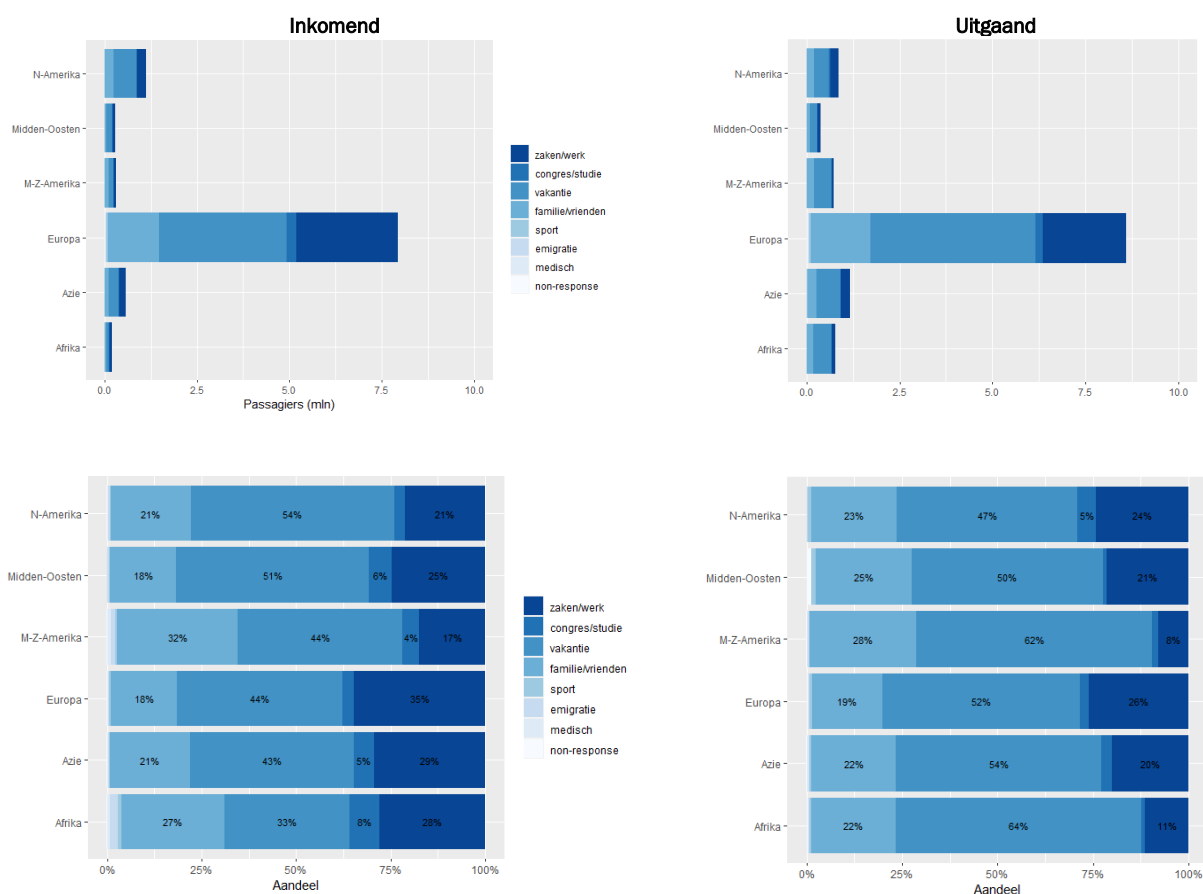 Inkomend
Uitgaand
N-Amerika
Midden-Oosten
M-Z-Amerika
Europa
Azie
Afrika
0.0 2.5 5.0 7.5 10.0
Passagiers (mln)
zaken/werk
congres/studie
vakantie
familie/vrienden
sport
emigratie
medisch
non-response
N-Amerika
Midden-Oosten
M-Z-Amerika
Europa
Azie
Afrika
0.0 2.5 5.0 7.5 10.0
N-Amerika 21% 54% 21%
Midden-Oosten 18% 51% 6% 25%
M-Z-Amerika 32% 44% 4% 17%
Europa 18% 44% 35%
Azie 21% 43% 5% 29%
Afrika 27% 33% 8% 28%
0% 25% 50% 75% 100%
Aandeel
zaken/werk
congres/studie
vakantie
familie/vrienden
sport
emigratie
medisch
non-response
N-Amerika 23% 47% 5% 24%
Midden-Oosten 25% 50% 21%
M-Z-Amerika 28% 62% 8%
Europa 19% 52% 26%
Azie 22% 54% 20%
Afrika 22% 64% 11%
0% 25% 50% 75% 100%
Aandeel